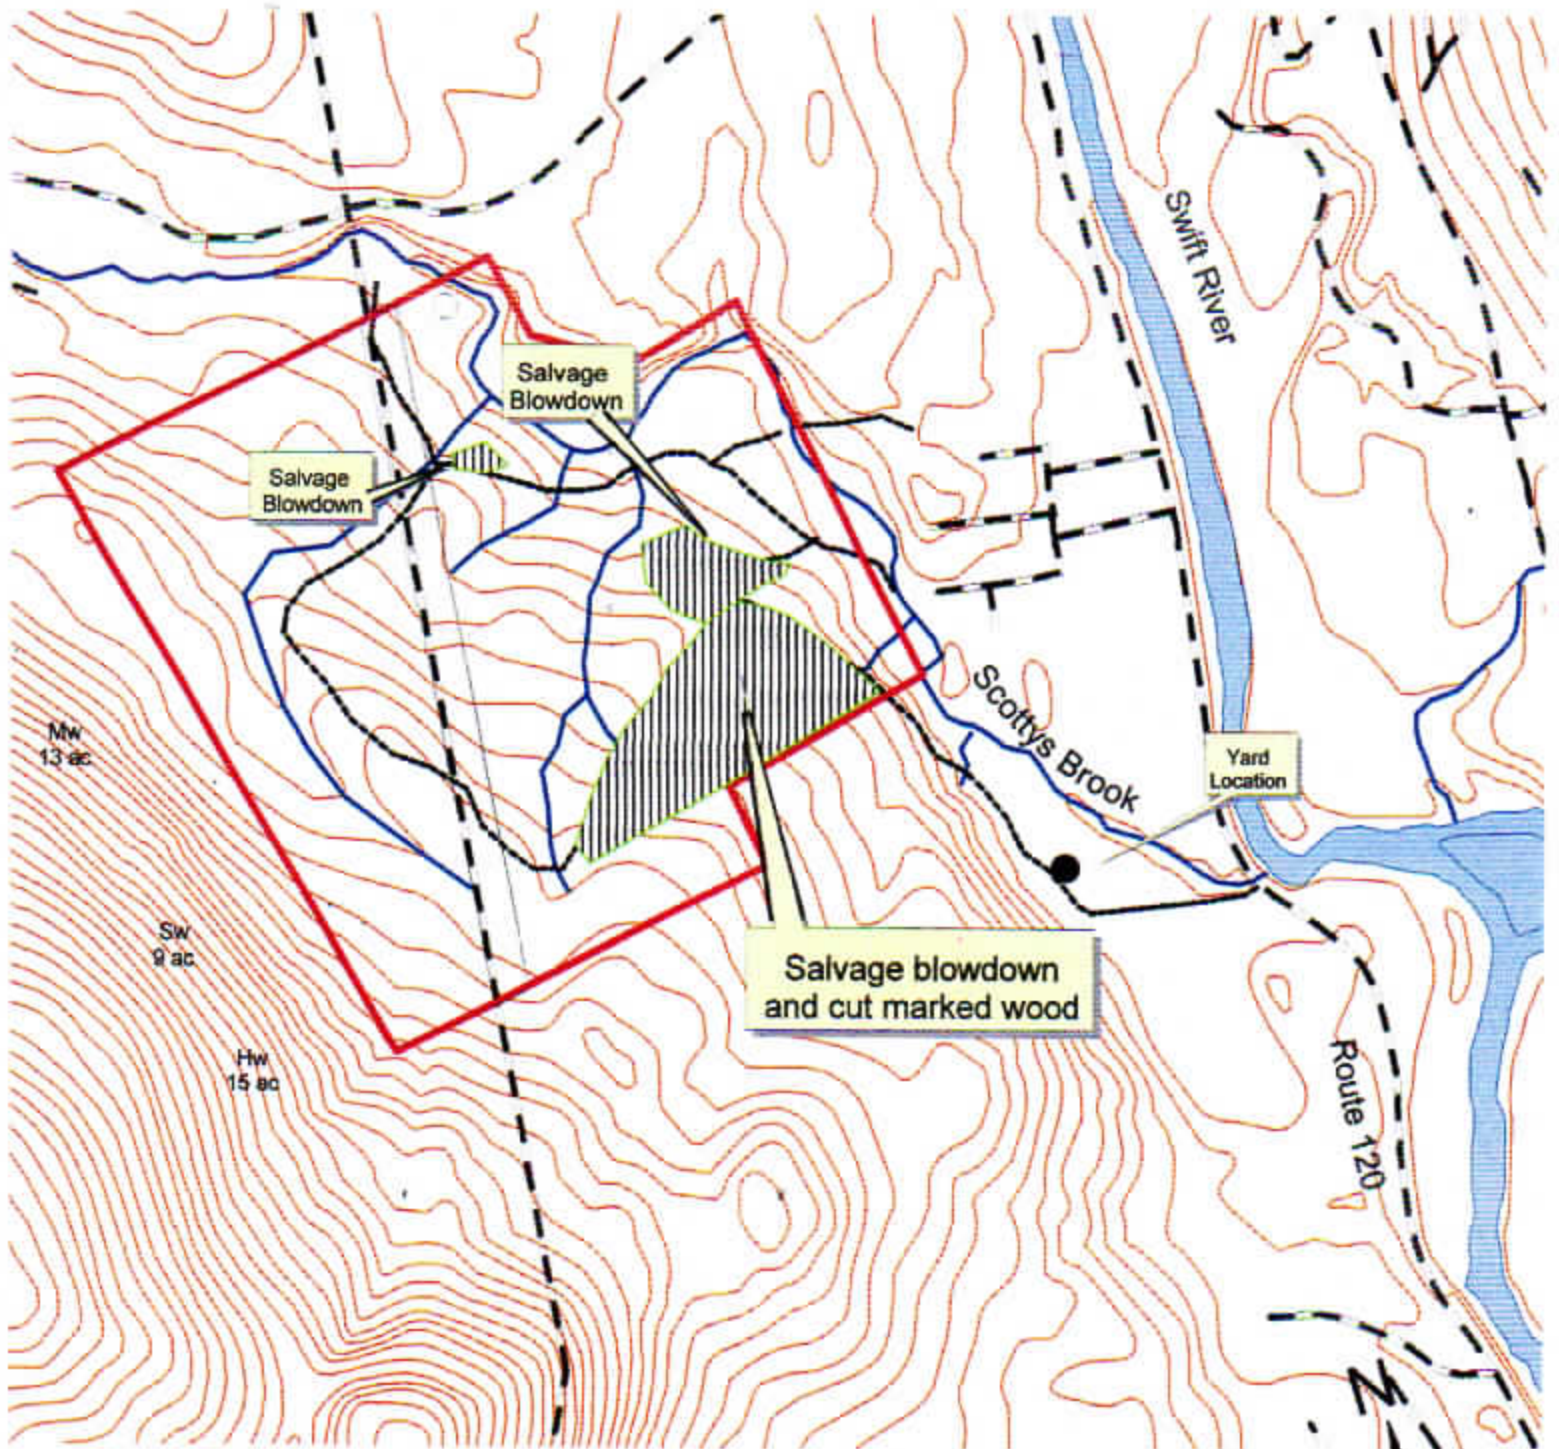 Swift River
Salvage
Blowdown
Salvage
Blowdown
Scottys Brook
Mw
13 ac
Yard
Location
Sw
9 ac
Salvage blowdown
and cut marked wood
Hw
15 ac
Route 120